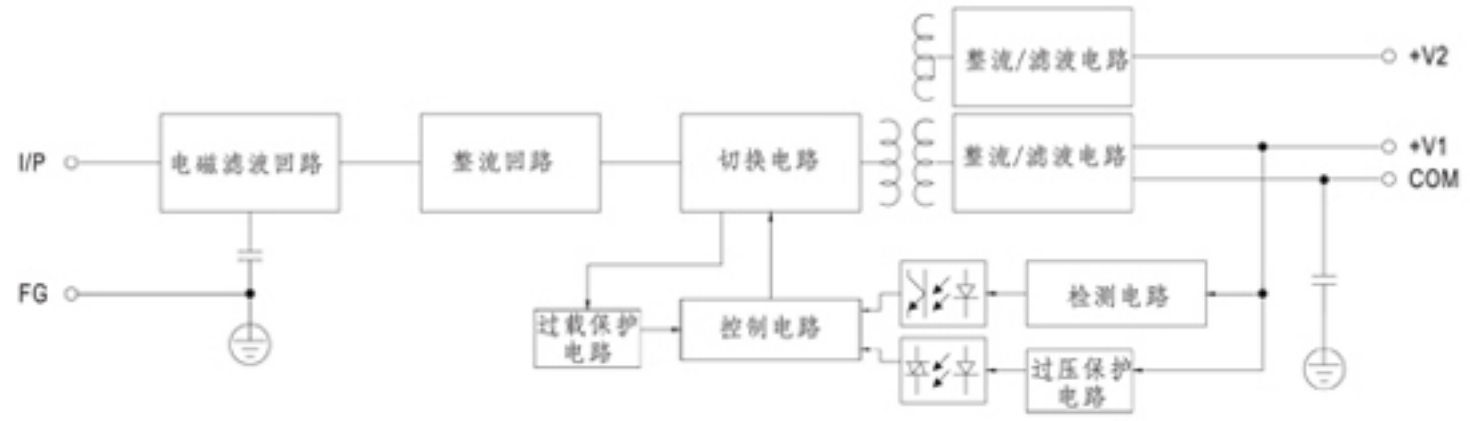 整流/滤波电路
+V2
I/P
电磁滤波回路
整流回路
切换电路
整流/滤波电路
+V1
COM
FG
过载保护
电路
控制电路
检测电路
过压保护
电路